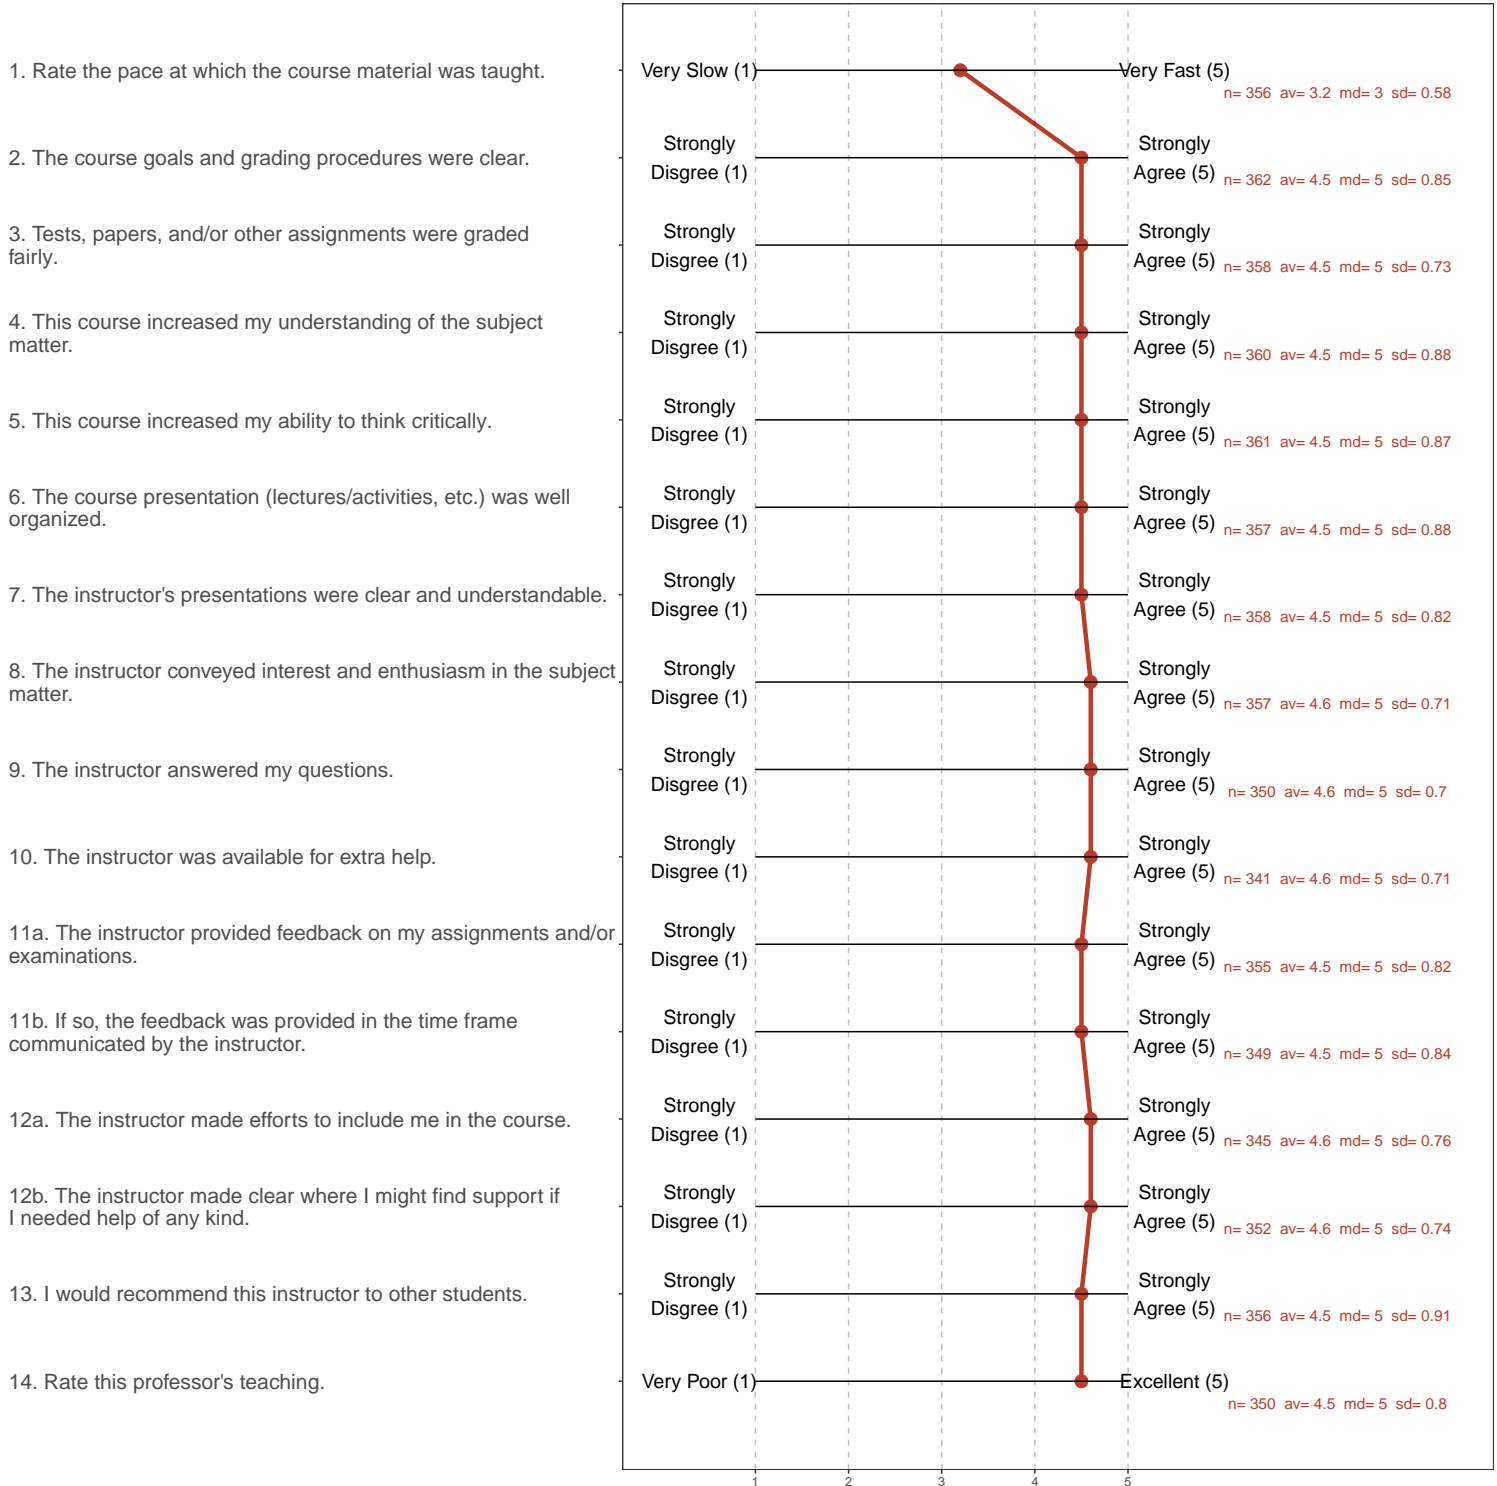 1. Rate the pace at which the course material was taught.
Very Slow (1)
Very Fast (5)
n= 356 av= 3.2 md= 3 sd= 0.58
2. The course goals and grading procedures were clear.
Strongly
Disgree (1)
Strongly
Agree (5)
n= 362 av= 4.5 md= 5 sd= 0.85
3. Tests, papers, and/or other assignments were graded
fairly.
Strongly
Disgree (1)
Strongly
Agree (5)
n= 358 av= 4.5 md= 5 sd= 0.73
4. This course increased my understanding of the subject
matter.
Strongly
Disgree (1)
Strongly
Agree (5)
n= 360 av= 4.5 md= 5 sd= 0.88
5. This course increased my ability to think critically.
Strongly
Disgree (1)
Strongly
Agree (5)
n= 361 av= 4.5 md= 5 sd= 0.87
6. The course presentation (lectures/activities, etc.) was well
organized.
Strongly
Disgree (1)
Strongly
Agree (5)
n= 357 av= 4.5 md= 5 sd= 0.88
7. The instructor's presentations were clear and understandable.
Strongly
Disgree (1)
Strongly
Agree (5)
n= 358 av= 4.5 md= 5 sd= 0.82
8. The instructor conveyed interest and enthusiasm in the subject
matter.
Strongly
Disgree (1)
Strongly
Agree (5)
n= 357 av= 4.6 md= 5 sd= 0.71
9. The instructor answered my questions.
Strongly
Disgree (1)
Strongly
Agree (5)
n= 350 av= 4.6 md= 5 sd= 0.7
10. The instructor was available for extra help.
Strongly
Disgree (1)
Strongly
Agree (5)
n= 341 av= 4.6 md= 5 sd= 0.71
11a. The instructor provided feedback on my assignments and/or
examinations.
Strongly
Disgree (1)
Strongly
Agree (5)
n= 355 av= 4.5 md= 5 sd= 0.82
11b. If so, the feedback was provided in the time frame
communicated by the instructor.
Strongly
Disgree (1)
Strongly
Agree (5)
n= 349 av= 4.5 md= 5 sd= 0.84
12a. The instructor made efforts to include me in the course.
Strongly
Disgree (1)
Strongly
Agree (5)
n= 345 av= 4.6 md= 5 sd= 0.76
12b. The instructor made clear where I might find support if
I needed help of any kind.
Strongly
Disgree (1)
Strongly
Agree (5)
n= 352 av= 4.6 md= 5 sd= 0.74
13. I would recommend this instructor to other students.
Strongly
Disgree (1)
Strongly
Agree (5)
n= 356 av= 4.5 md= 5 sd= 0.91
14. Rate this professor's teaching.
Very Poor (1)
Excellent (5)
n= 350 av= 4.5 md= 5 sd= 0.8
1 2 3 4 5